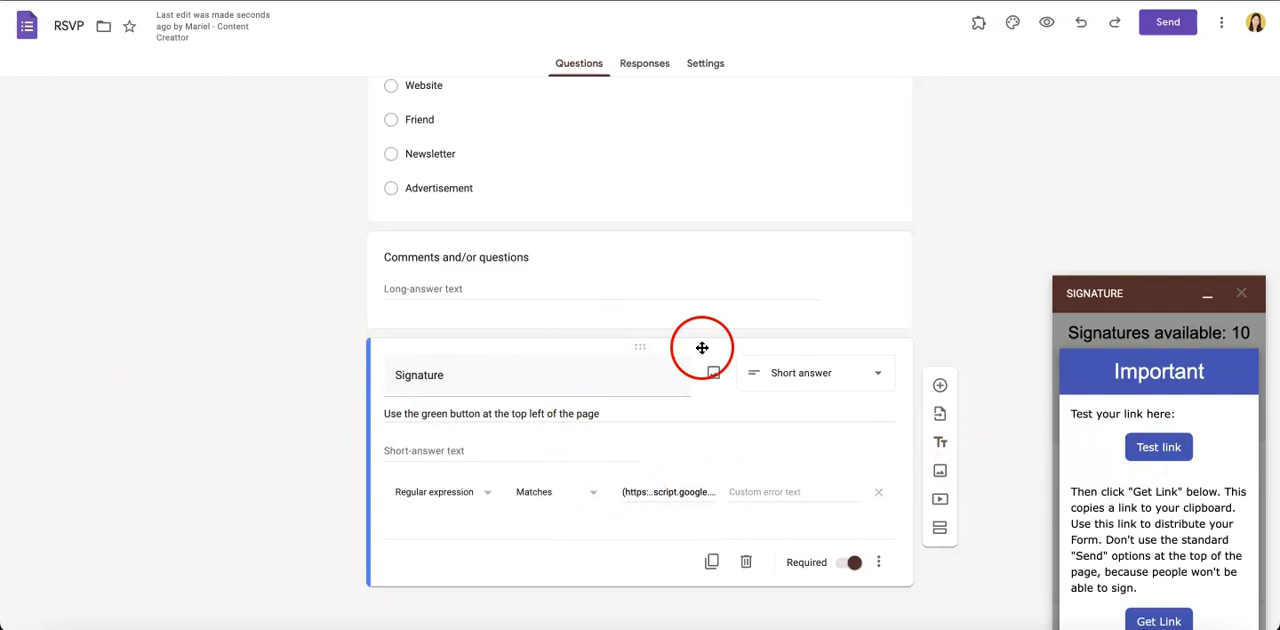 RSVP
Last edit was made seconds
ago by Mariel - Content
Creattor
Send
Questions
Responses
Settings
Website
Friend
Newsletter
Advertisement
Comments and/or questions
Long-answer text
Signature
Short answer
Use the green button at the top left of the page
Short-answer text
Regular expression
Matches
(https:..script.google....
Custom error text
Required
SIGNATURE
Signatures available: 10
Important
Test your link here:
Test link
Then click "Get Link" below. This
copies a link to your clipboard.
Use this link to distribute your
Form. Don't use the standard
"Send" options at the top of the
page, because people won't be
able to sign.
Get Link